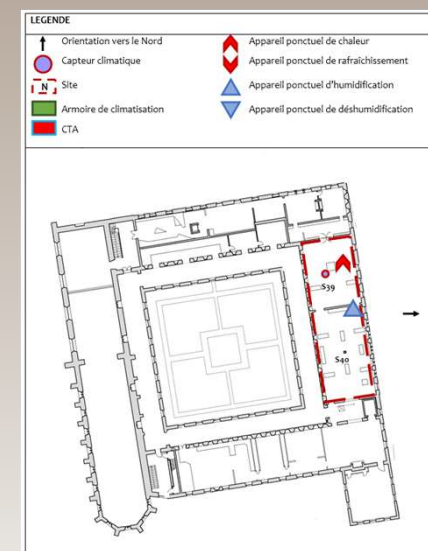 LEGENDE
Orientation vers le Nord
Appareil ponctuel de chaleur
Capteur climatique
Appareil ponctuel de rafraîchissement
N
Site
Appareil ponctuel d'humidification
Armoire de climatisation
Appareil ponctuel de déshumidification
CTA
S39
S40